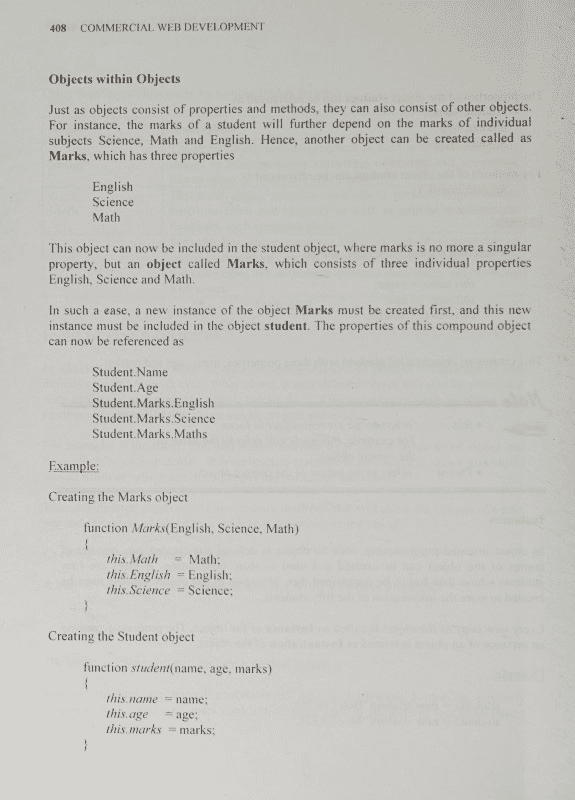 408 COMMERCIAL WEB DEVELOPMENT
Objects within Objects
Just as objects consist of properties and methods, they can also consist of other objects.
For instance, the marks of a student will further depend on the marks of individual
subjects Science, Math and English. Hence, another object can be created called as
Marks, which has three properties
English
Science
Math
This object can now be included in the student object, where marks is no more a singular
property, but an object called Marks, which consists of three individual properties
English, Science and Math.
In such a case, a new instance of the object Marks must be created first, and this new
instance must be included in the object student. The properties of this compound object
can now be referenced as
Student.Name
Student.Age
Student.Marks.English
Student.Marks.Science
Student.Marks.Maths
Example:
Creating the Marks object
function Marks(English, Science, Math)
{
this.Math = Math;
this.English = English;
this.Science = Science;
}
Creating the Student object
function student(name, age, marks)
{
this.name = name;
this.age = age;
this.marks = marks;
}